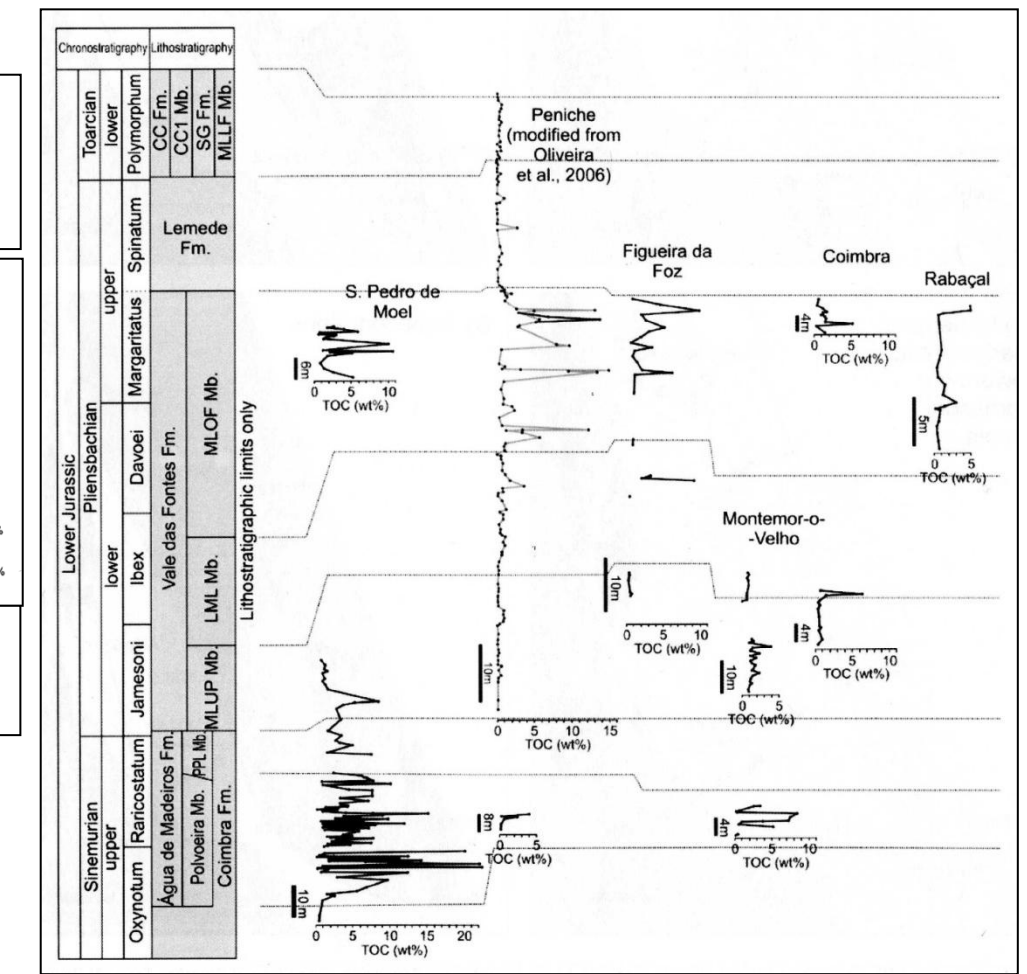 Chronostratigraphy Lithostratigraphy
Lower Jurassic
Toarcian
Pliensbachian
Sinemurian
lower
upper
lower
upper
Polymorphum
Spinatum
Margaritatus
Davoei
Ibex
Jamesoni
Raricostatum
Oxynotum
CC Fm.
CC1 Mb.
SG Fm.
MLLF Mb.
Lemede
Fm.
Vale das Fontes Fm.
MLOF Mb.
LML Mb.
MLUP Mb.
Água de Madeiros Fm.
Polvoeira Mb.
PPL Mb.
Coimbra Fm.
Lithostratigraphic limits only
S. Pedro de
Moel
6m
0 5 10
TOC (wt%)
10m
0 5 10 15 20
TOC (wt%)
Peniche
(modified from
Oliveira
et al., 2006)
10m
0 5 10 15
TOC (wt%)
8m
0 5
TOC (wt%)
Figueira da
Foz
10m
0 5 10
TOC (wt%)
Montemor-o-
-Velho
10m
0 5
TOC (wt%)
4m
0 5 10
TOC (wt%)
Coimbra
4m
0 5 10
TOC (wt%)
4m
0 5 10
TOC (wt%)
Rabaçal
5m
0 5
TOC (wt%)
%
%